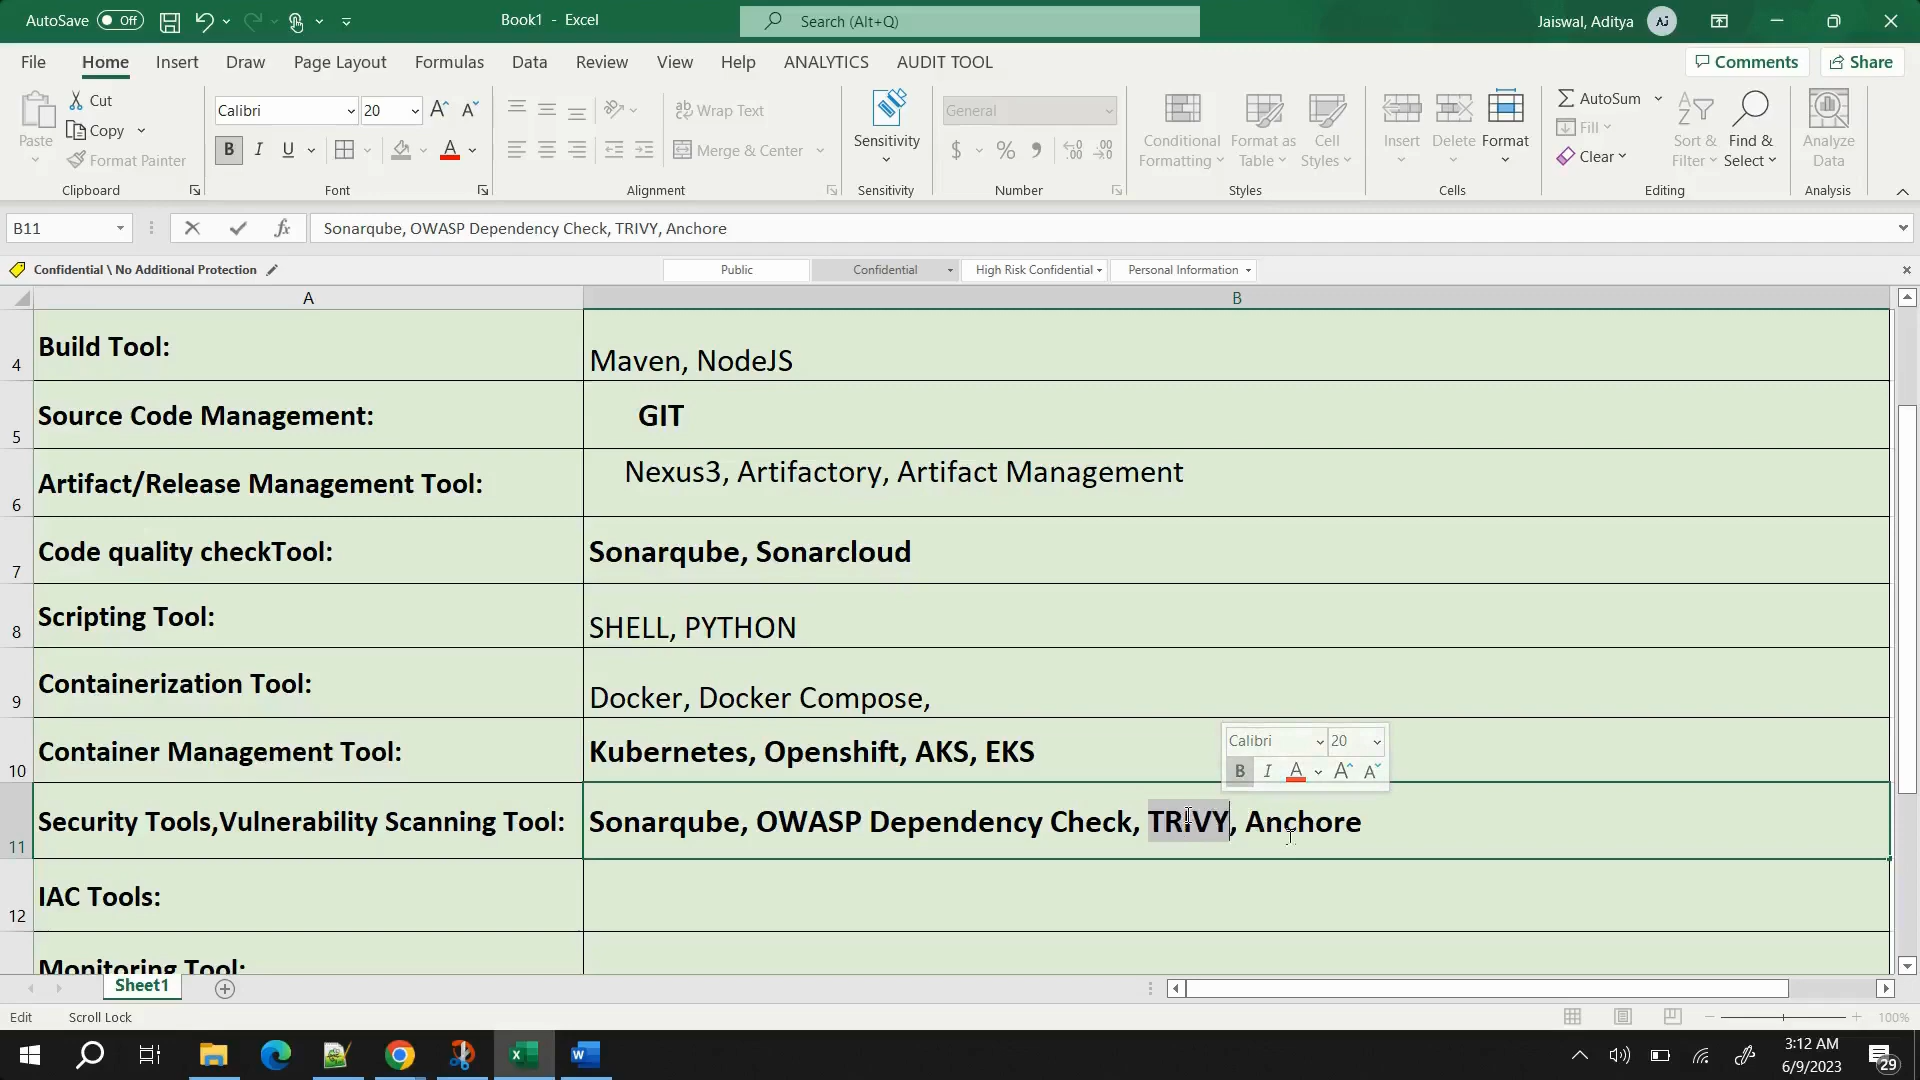 AutoSave Off
Book1 - Excel
Search (Alt+Q)
Jaiswal, Aditya AJ
File Home Insert Draw Page Layout Formulas Data Review View Help ANALYTICS AUDIT TOOL
Comments Share
Paste
Cut
Copy
Format Painter
Clipboard
Calibri 20 A A
B I U A
Font
ab Wrap Text
Merge & Center
Alignment
Sensitivity
Sensitivity
General
$ %
Number
Conditional Formatting
Format as Table
Cell Styles
Styles
Insert Delete Format
Cells
AutoSum
Fill
Clear
Sort & Filter
Find & Select
Editing
Analyze Data
Analysis
B11
fx
Sonarqube, OWASP Dependency Check, TRIVY, Anchore
Confidential \ No Additional Protection
Public Confidential High Risk Confidential Personal Information
A B
4 Build Tool: Maven, NodeJS
5 Source Code Management: GIT
6 Artifact/Release Management Tool: Nexus3, Artifactory, Artifact Management
7 Code quality checkTool: Sonarqube, Sonarcloud
8 Scripting Tool: SHELL, PYTHON
9 Containerization Tool: Docker, Docker Compose,
10 Container Management Tool: Kubernetes, Openshift, AKS, EKS
Calibri 20
B I A A A
11 Security Tools,Vulnerability Scanning Tool: Sonarqube, OWASP Dependency Check, TRIVY, Anchore
12 IAC Tools:
Monitoring Tool:
Sheet1
Edit Scroll Lock
100%
3:12 AM
6/9/2023
29